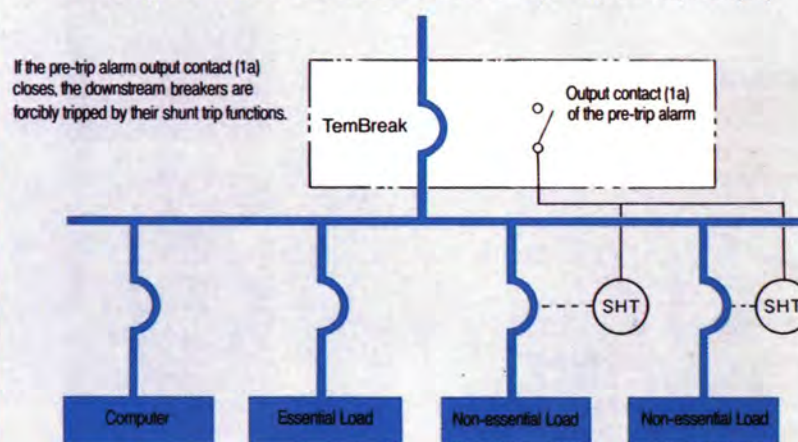 If the pre-trip alarm output contact (1a)
closes, the downstream breakers are
forcibly tripped by their shunt trip functions.
TemBreak
Output contact (1a)
of the pre-trip alarm
SHT
SHT
Computer
Essential Load
Non-essential Load
Non-essential Load